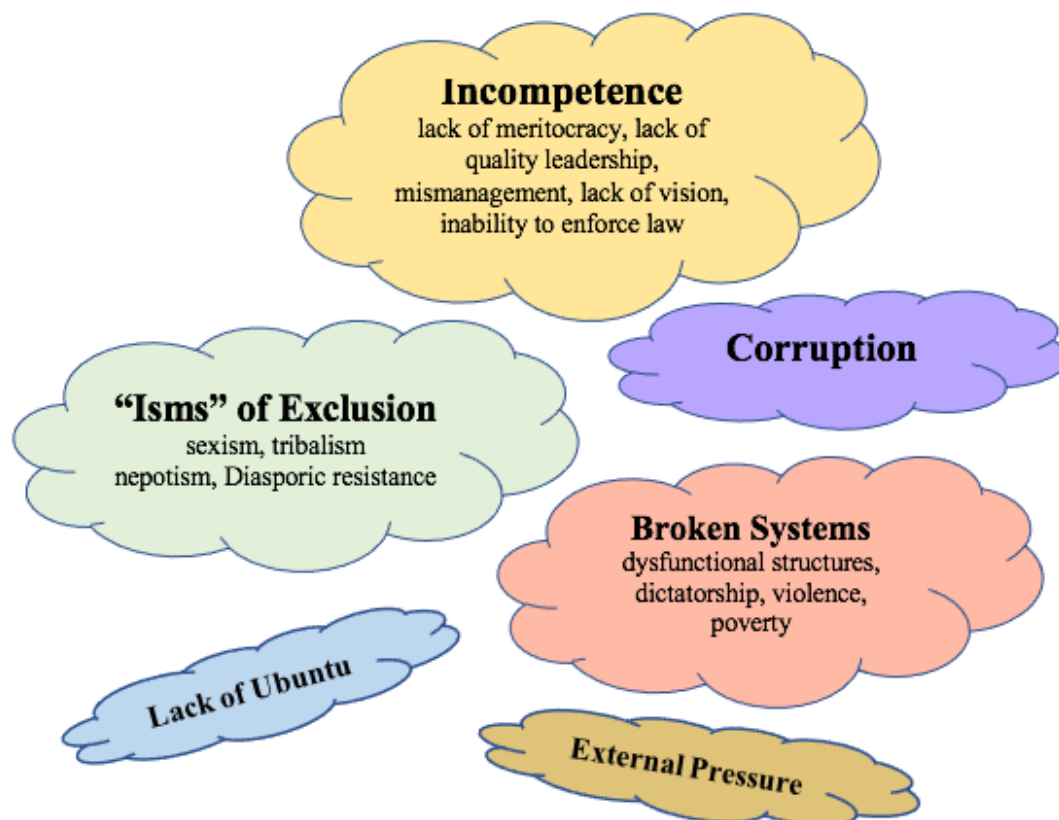 Incompetence
lack of meritocracy, lack of
quality leadership,
mismanagement, lack of vision,
inability to enforce law
Corruption
“Isms” of Exclusion
sexism, tribalism
nepotism, Diasporic resistance
Broken Systems
dysfunctional structures,
dictatorship, violence,
poverty
Lack of Ubuntu
External Pressure